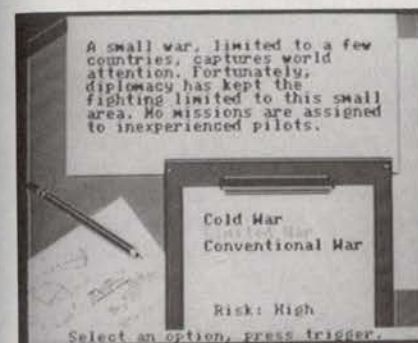 A small war, limited to a few
countries, captures world
attention. Fortunately,
diplomacy has kept the
fighting limited to this small
area. No missions are assigned
to inexperienced pilots.
Cold War
Limited War
Conventional War
Risk: High
Select an option, press trigger.